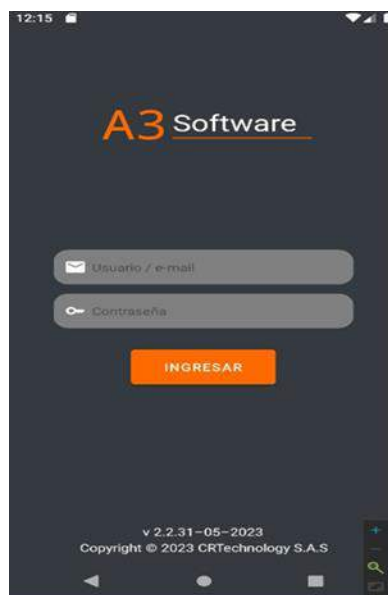 12:15
A3 Software
Usuario / e-mail
Contraseña
INGRESAR
v 2.2.31-05-2023
Copyright © 2023 CRTechnology S.A.S